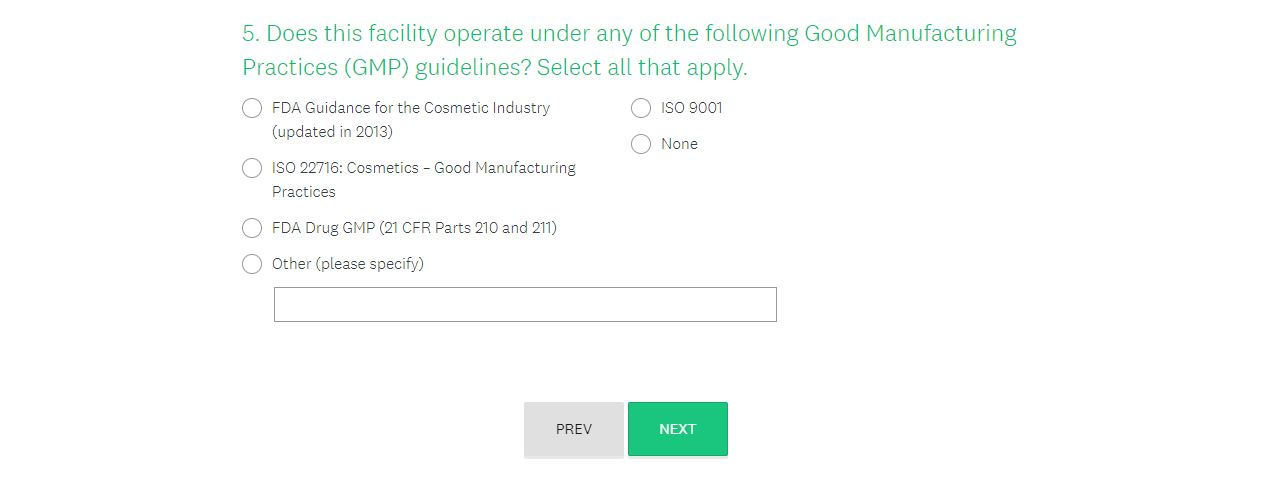 5. Does this facility operate under any of the following Good Manufacturing
Practices (GMP) guidelines? Select all that apply.
FDA Guidance for the Cosmetic Industry
(updated in 2013)
ISO 22716: Cosmetics – Good Manufacturing
Practices
FDA Drug GMP (21 CFR Parts 210 and 211)
Other (please specify)
ISO 9001
None
PREV
NEXT